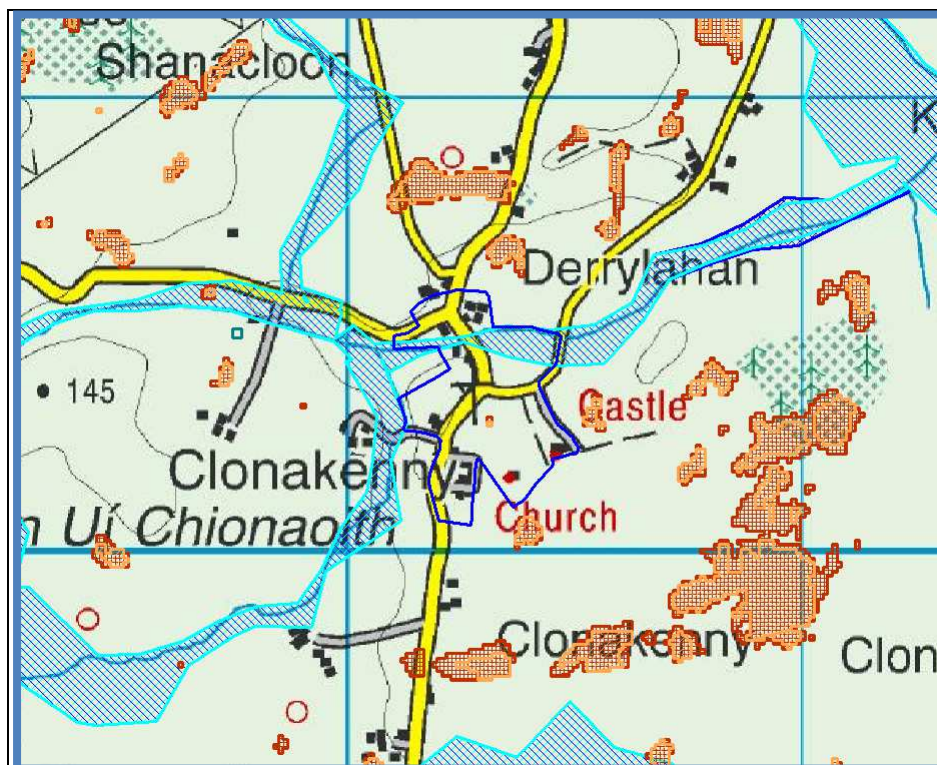 Shanacloon
K
Derrylahan
145
Castle
Clonakenny
n Uí Chionaoith
Church
Clonakenny
Clon